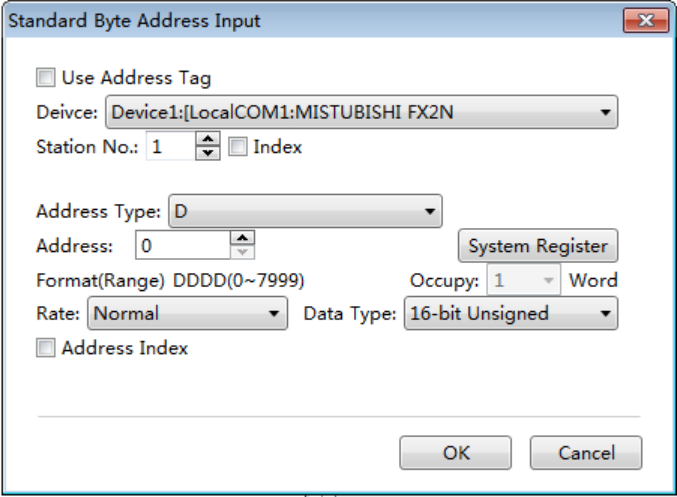 Standard Byte Address Input
Use Address Tag
Deivce: Device1:[LocalCOM1:MISTUBISHI FX2N
Station No.: 1 Index
Address Type: D
Address: 0 System Register
Format(Range) DDDD(0~7999) Occupy: 1 Word
Rate: Normal Data Type: 16-bit Unsigned
Address Index
OK Cancel